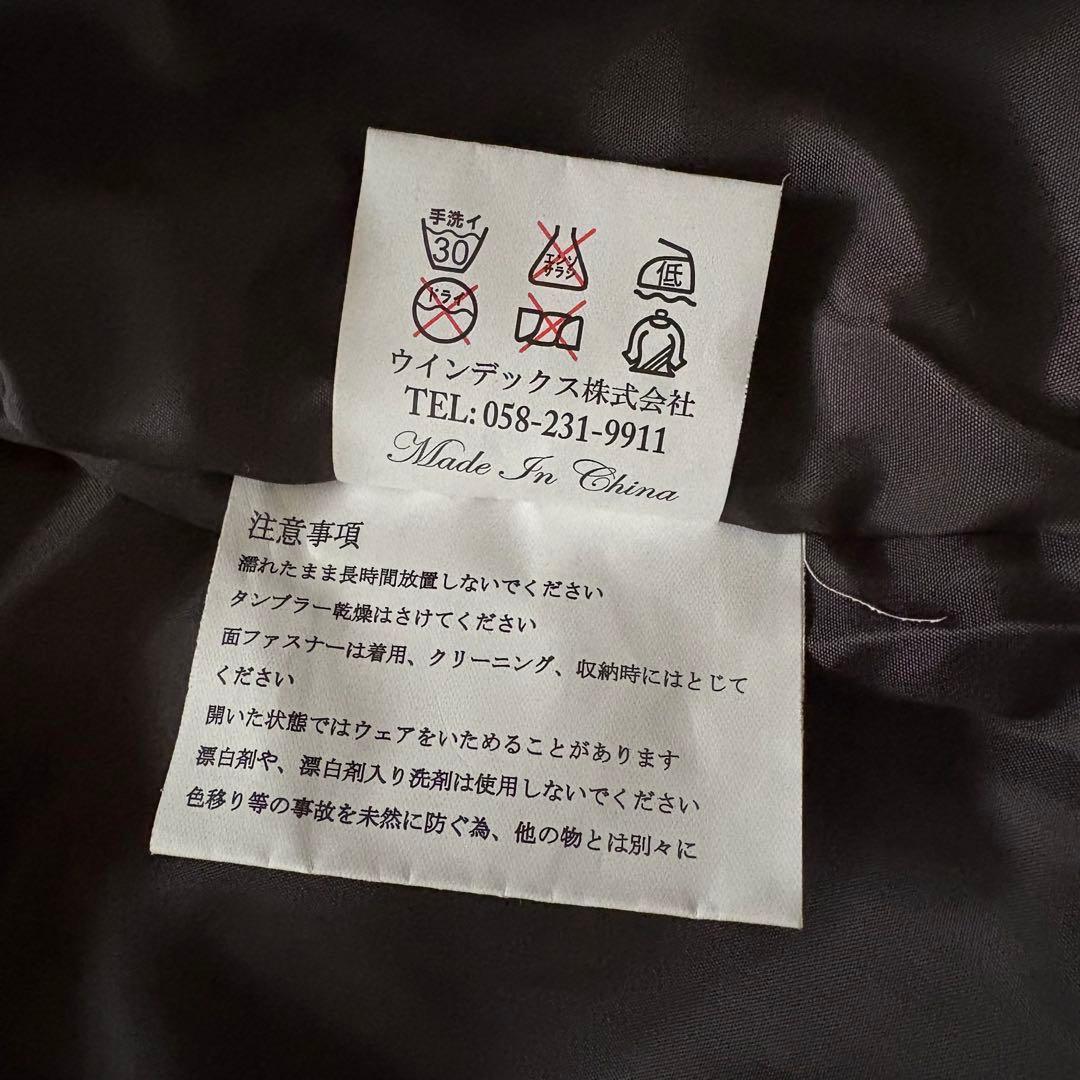 手洗イ
30
エンソ
サラシ
低
ドライ
ウインデックス株式会社
TEL: 058-231-9911
Made In China
注意事項
濡れたまま長時間放置しないでください
タンブラー乾燥はさけてください
面ファスナーは着用、クリーニング、収納時にはとじて
ください
開いた状態ではウェアをいためることがあります
漂白剤や、漂白剤入り洗剤は使用しないでください
色移り等の事故を未然に防ぐ為、他の物とは別々に